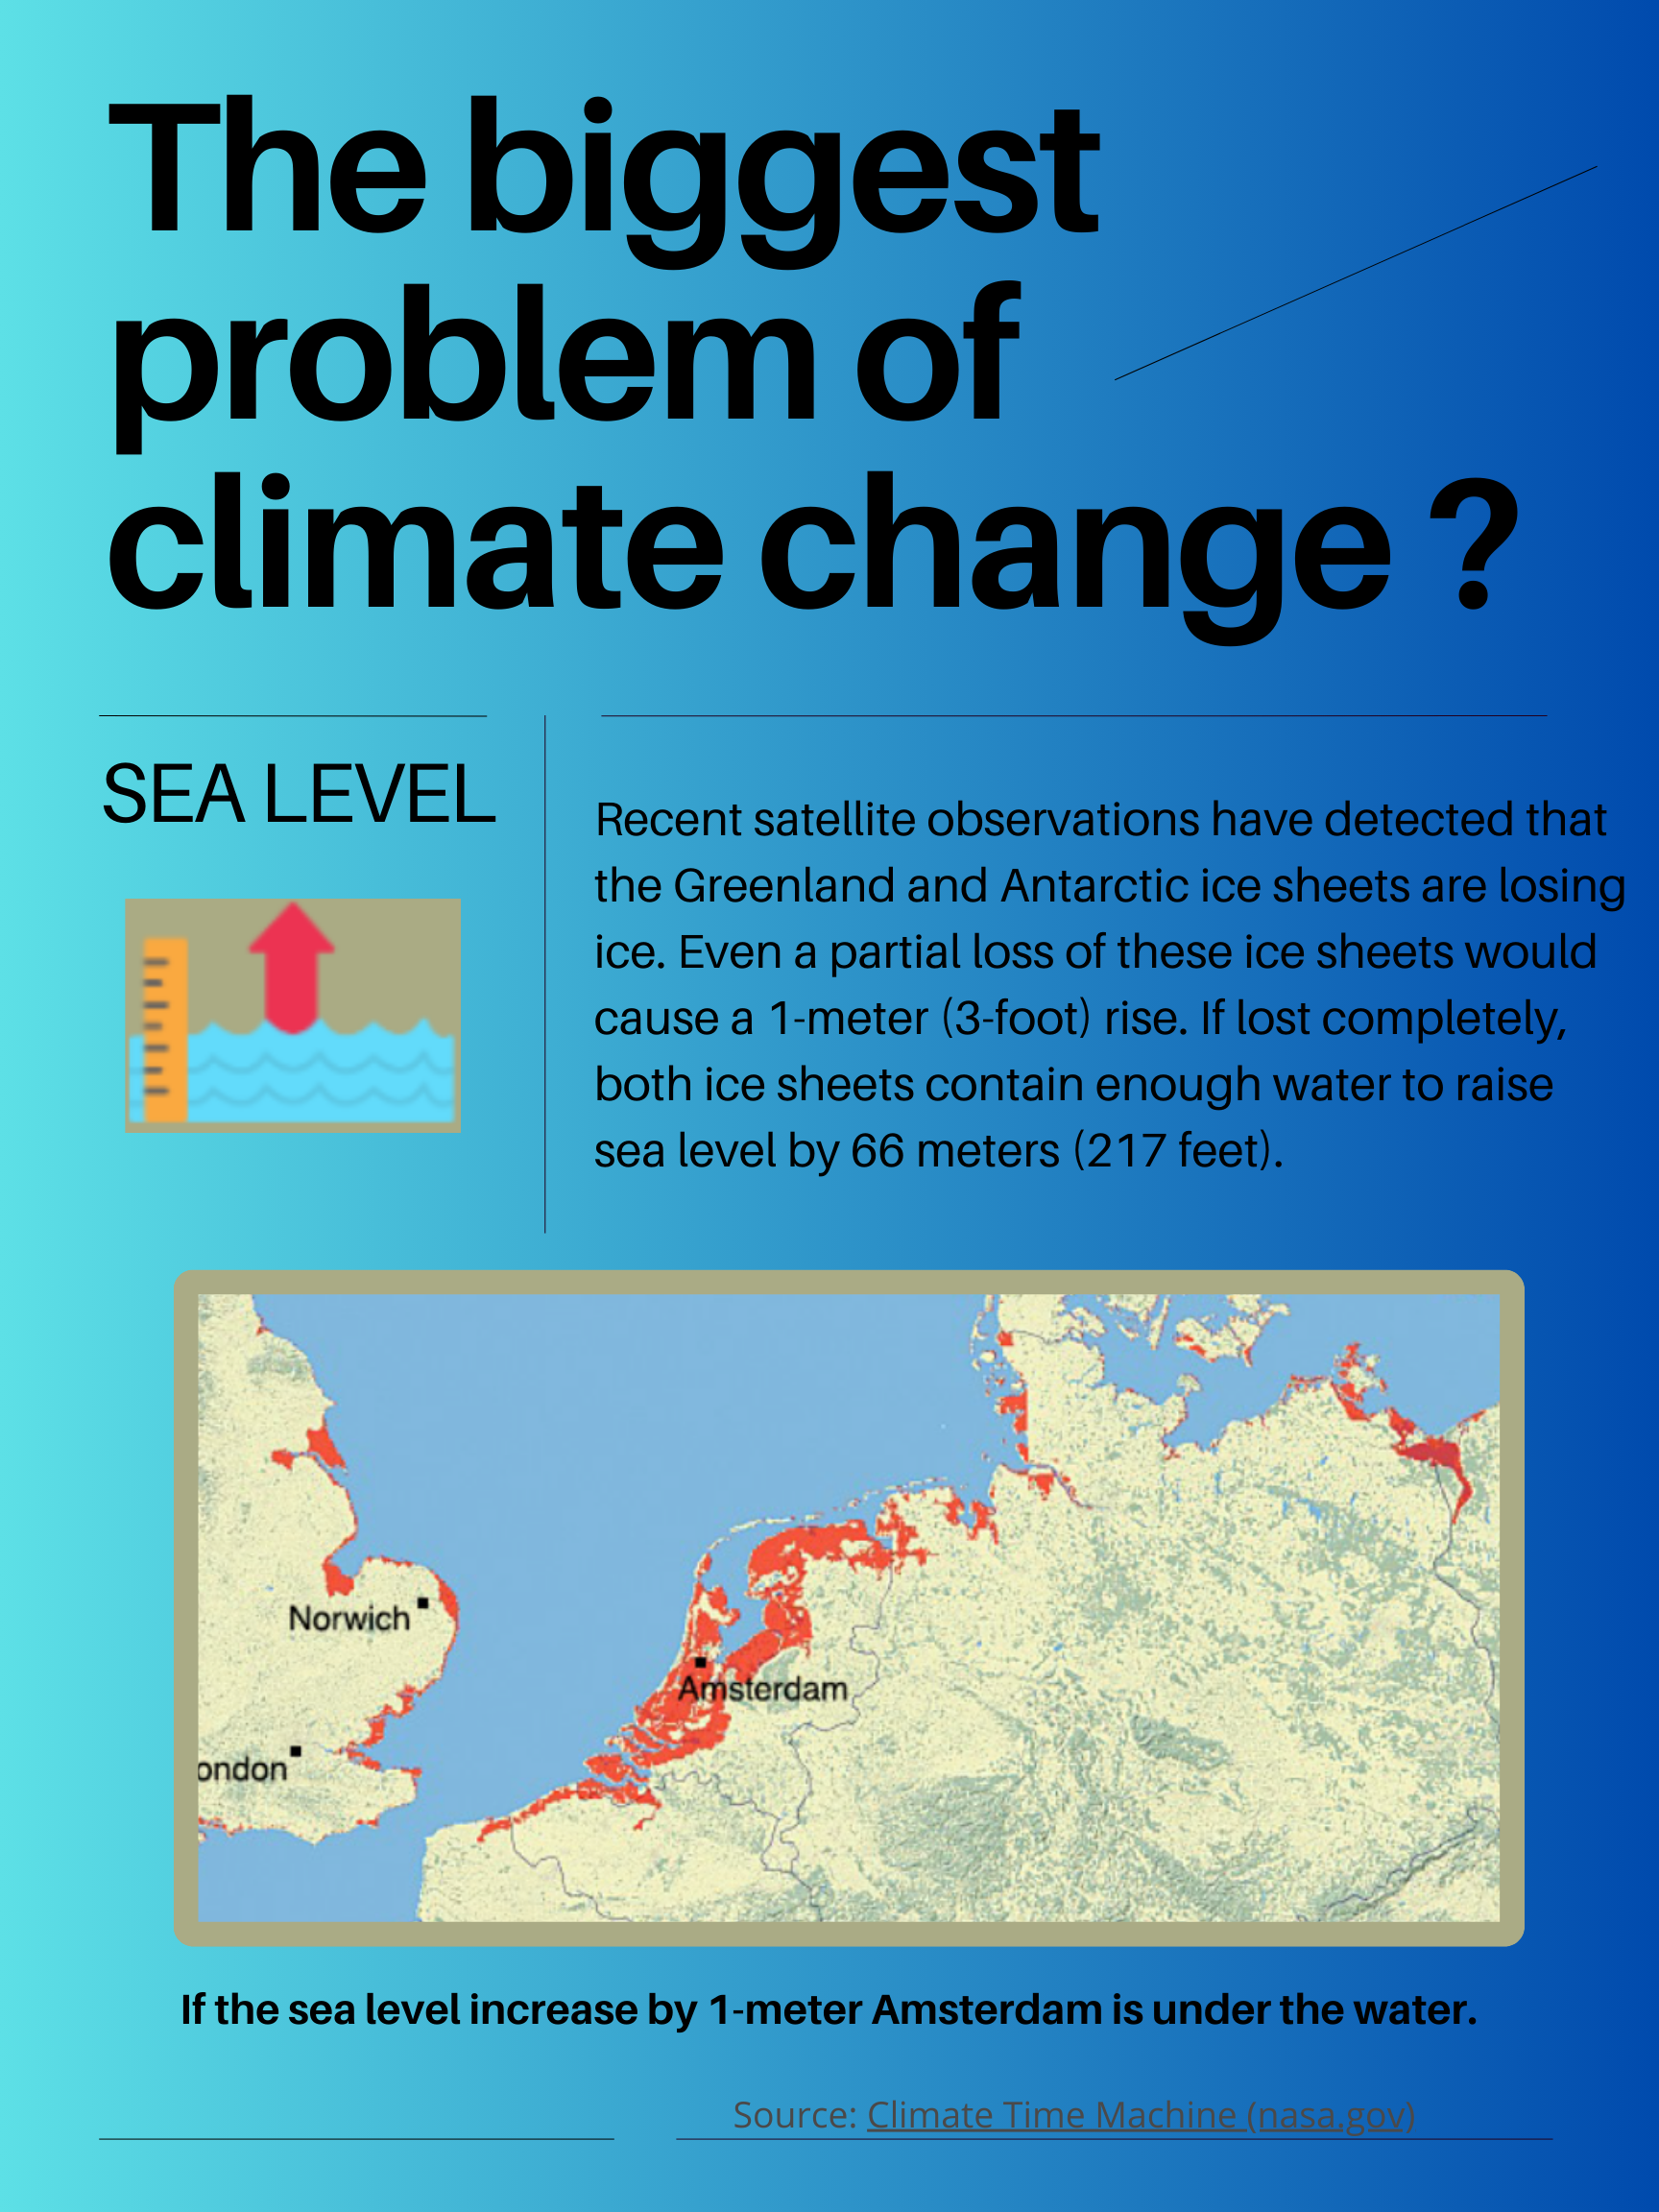 The biggest
problem of
climate change ?
SEA LEVEL
Recent satellite observations have detected that
the Greenland and Antarctic ice sheets are losing
ice. Even a partial loss of these ice sheets would
cause a 1-meter (3-foot) rise. If lost completely,
both ice sheets contain enough water to raise
sea level by 66 meters (217 feet).
Norwich
Amsterdam
ondon
If the sea level increase by 1-meter Amsterdam is under the water.
Source: Climate Time Machine (nasa.gov)